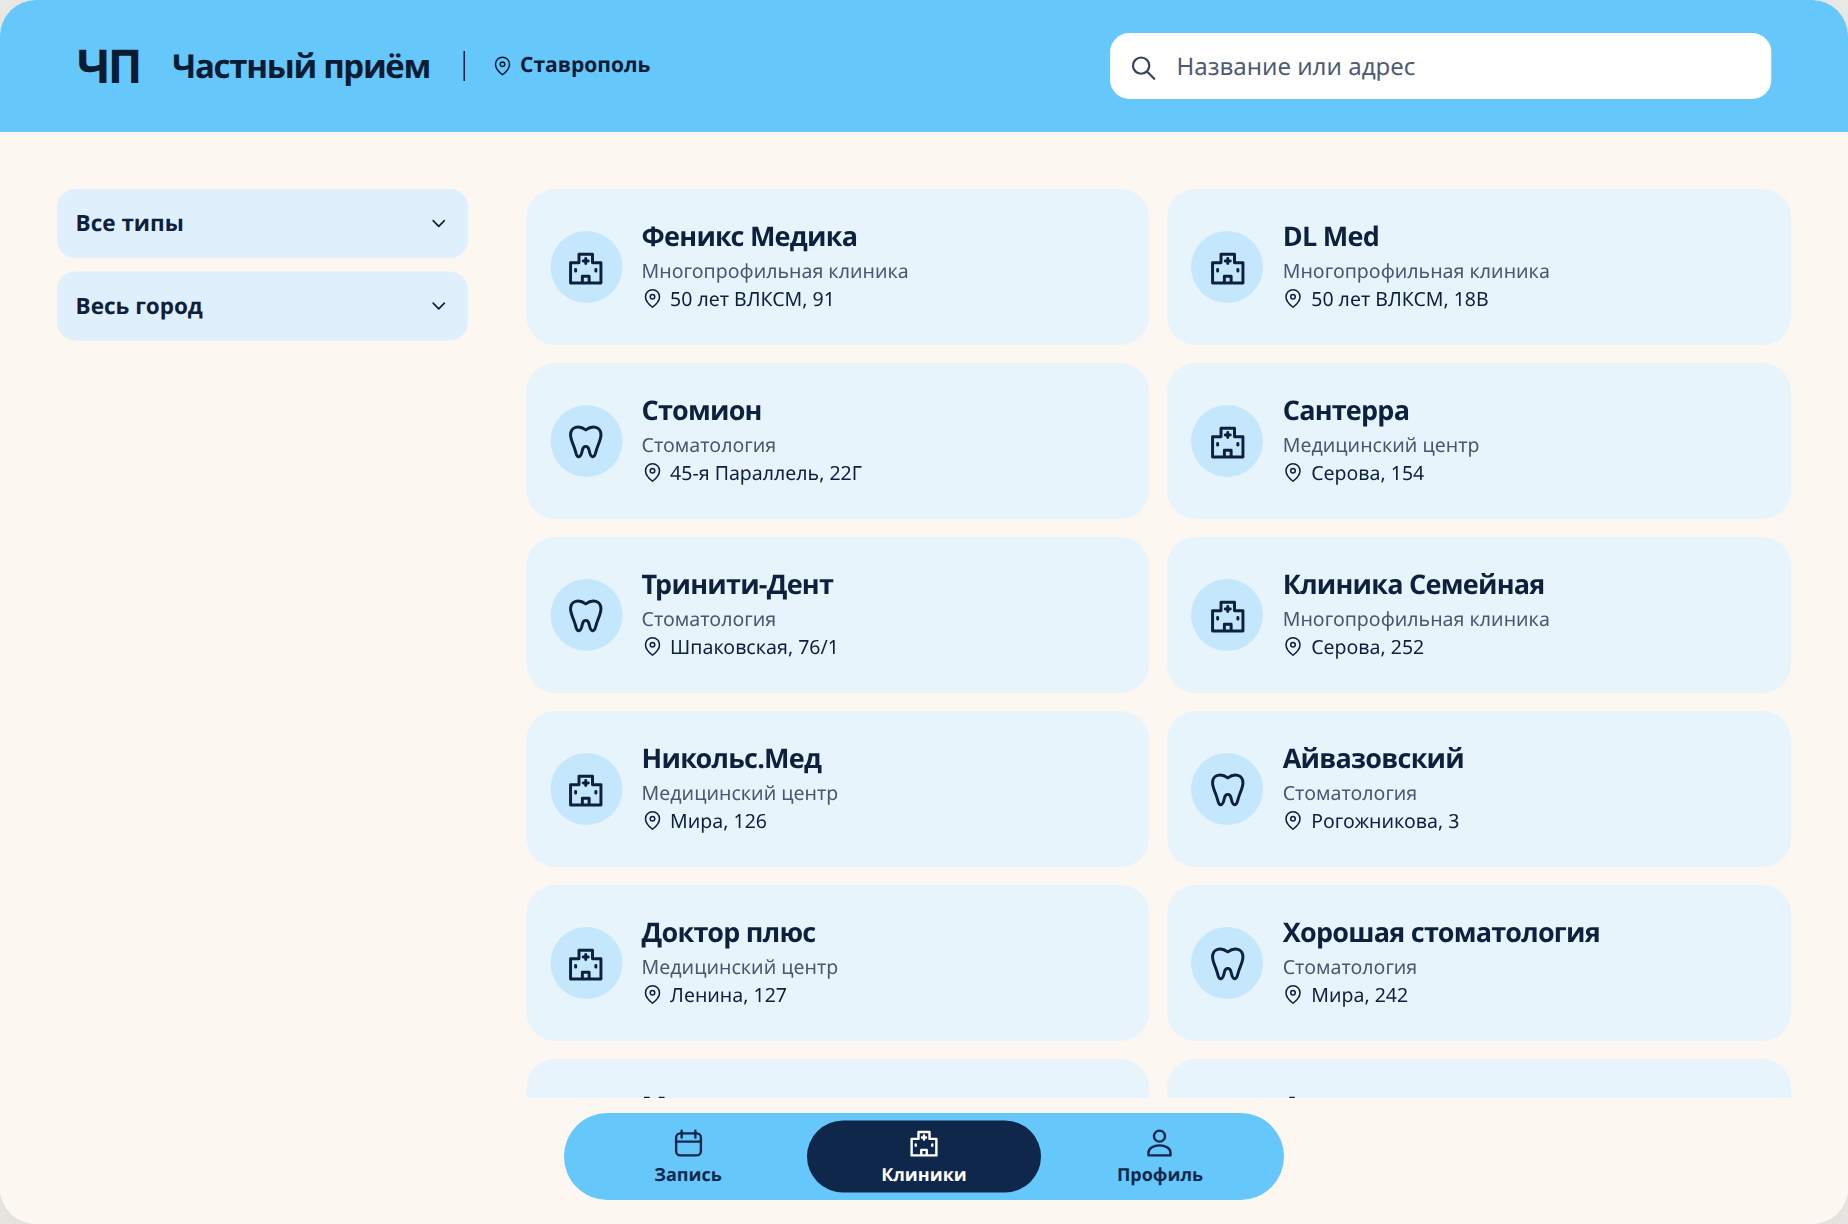 ЧП
Частный приём
Ставрополь
Название или адрес
Все типы
Весь город
Феникс Медика
Многопрофильная клиника
50 лет ВЛКСМ, 91
DL Med
Многопрофильная клиника
50 лет ВЛКСМ, 18В
Стомион
Стоматология
45-я Параллель, 22Г
Сантерра
Медицинский центр
Серова, 154
Тринити-Дент
Стоматология
Шпаковская, 76/1
Клиника Семейная
Многопрофильная клиника
Серова, 252
Никольс.Мед
Медицинский центр
Мира, 126
Айвазовский
Стоматология
Рогожникова, 3
Доктор плюс
Медицинский центр
Ленина, 127
Хорошая стоматология
Стоматология
Мира, 242
Запись
Клиники
Профиль